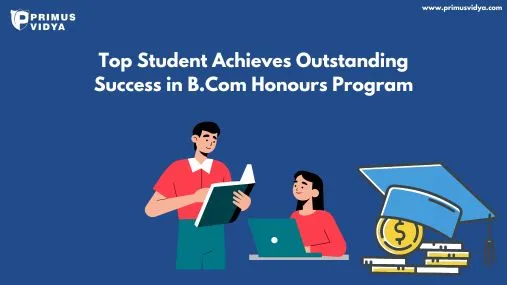 PRIMUS
VIDYA
www.primusvidya.com
Top Student Achieves Outstanding
Success in B.Com Honours Program
$